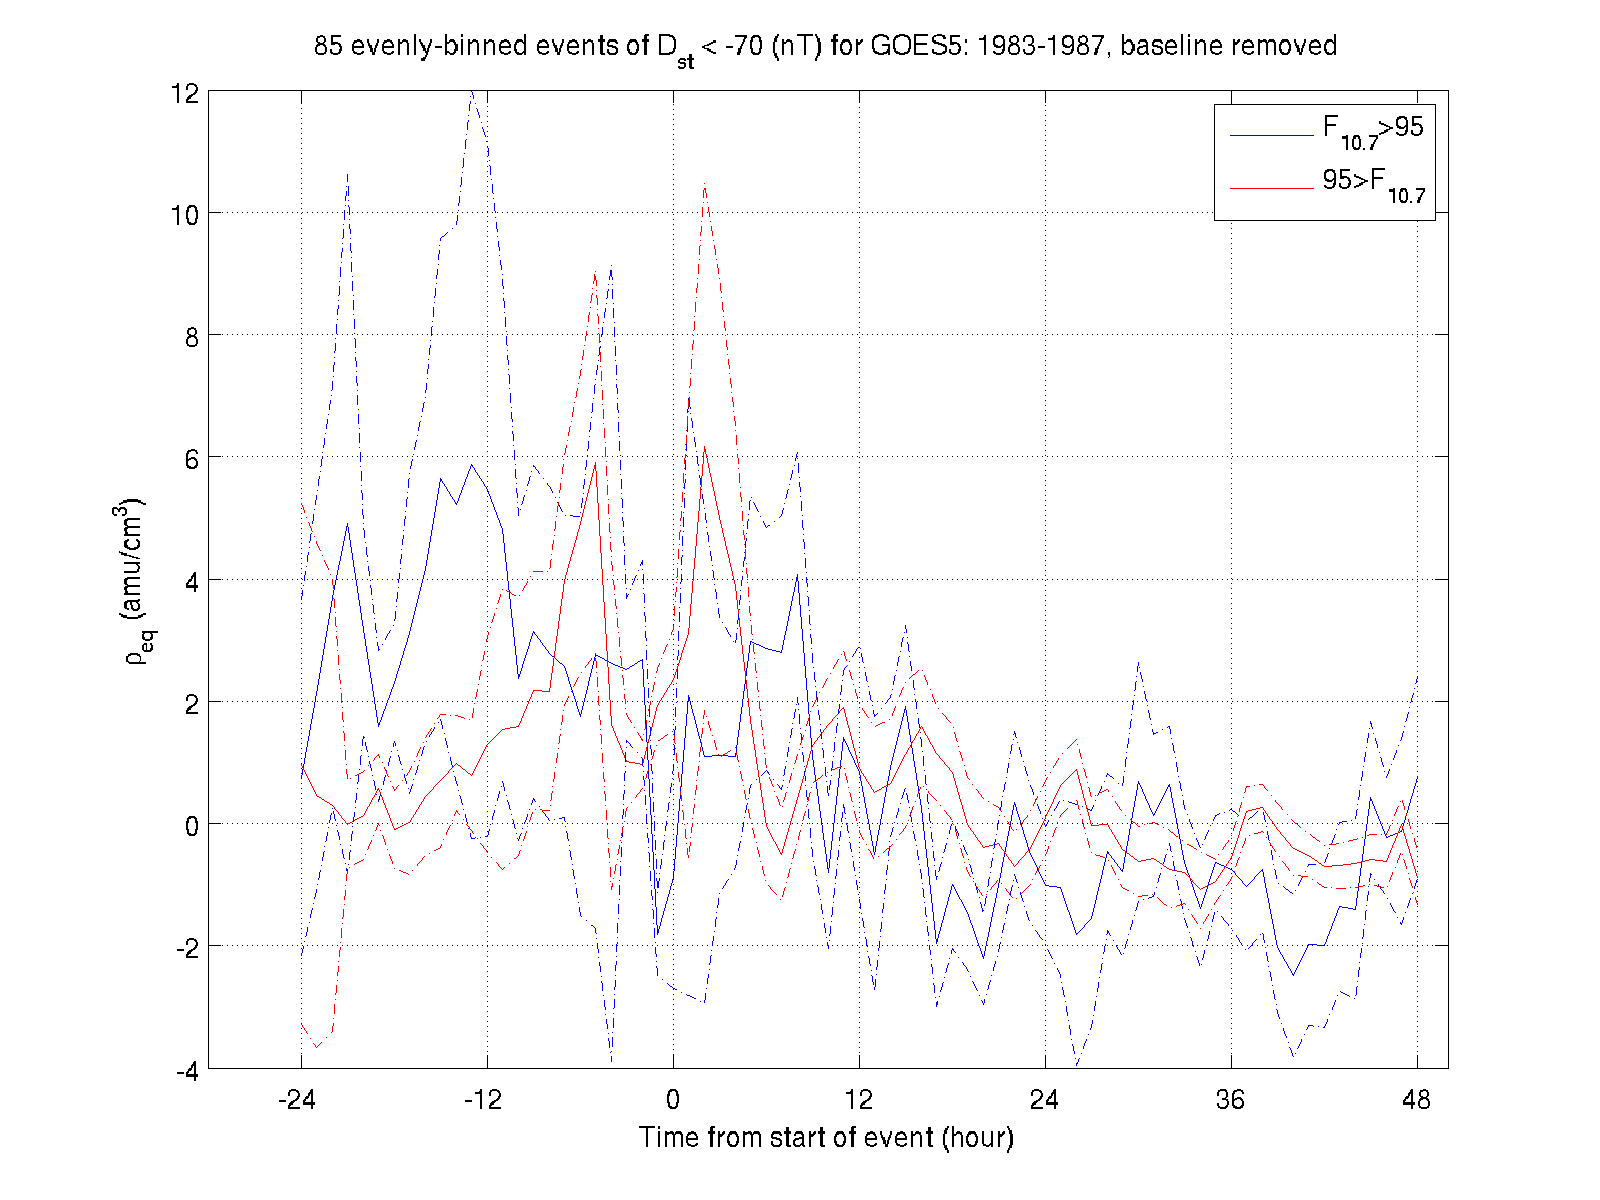 85 evenly-binned events of Dst < -70 (nT) for GOES5: 1983-1987, baseline removed
F10.7>95
95>F10.7
12
10
8
6
4
2
0
-2
-4
ρeq (amu/cm3)
-24 -12 0 12 24 36 48
Time from start of event (hour)